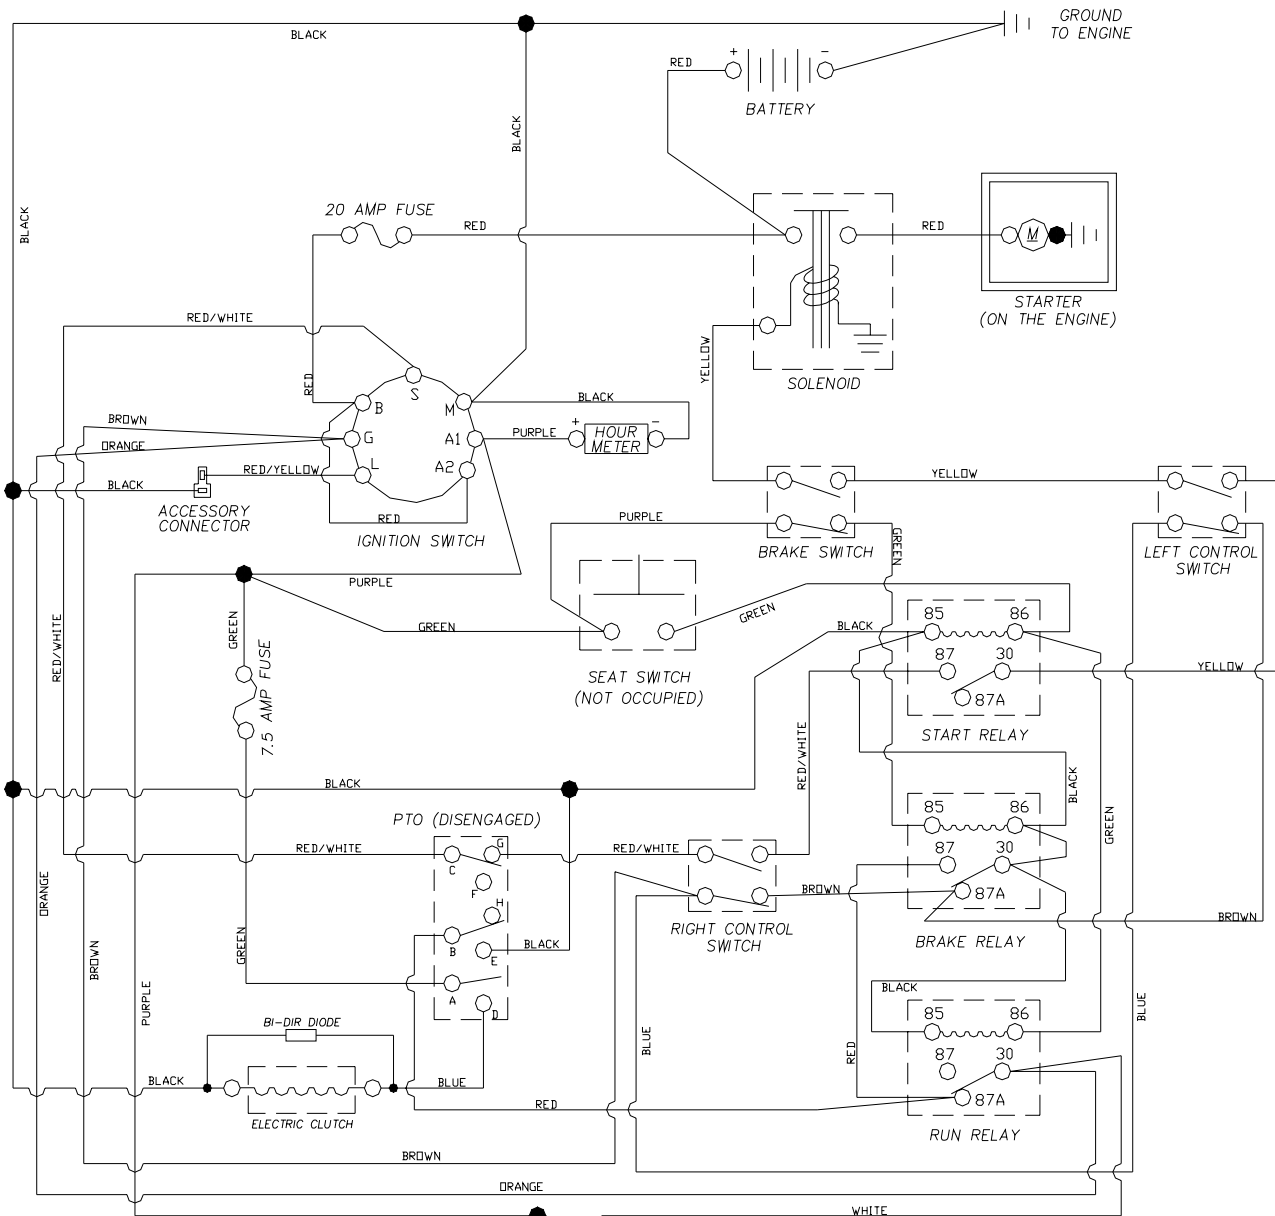 GROUND
TO ENGINE
BLACK
+
-
RED
BATTERY
BLACK
BLACK
20 AMP FUSE
RED
RED
M
STARTER
(ON THE ENGINE)
RED/WHITE
YELLOW
SOLENOID
RED
S
B
M
BLACK
BROWN
G
A1
PURPLE
+
HOUR
METER
-
ORANGE
L
A2
RED/YELLOW
YELLOW
BLACK
ACCESSORY
CONNECTOR
RED
IGNITION SWITCH
PURPLE
GREEN
BRAKE SWITCH
LEFT CONTROL
SWITCH
PURPLE
GREEN
GREEN
GREEN
RED/WHITE
7.5 AMP FUSE
SEAT SWITCH
(NOT OCCUPIED)
BLACK
85
86
87
30
87A
START RELAY
YELLOW
RED/WHITE
BLACK
BLACK
GREEN
PTO (DISENGAGED)
RED/WHITE
C
G
F
H
B
E
A
D
RED/WHITE
BLACK
RIGHT CONTROL
SWITCH
BROWN
85
86
87
30
87A
BRAKE RELAY
BROWN
ORANGE
BROWN
GREEN
PURPLE
BLACK
BLUE
BLUE
RED
85
86
87
30
87A
RUN RELAY
BI-DIR DIODE
BLACK
BLUE
ELECTRIC CLUTCH
RED
BROWN
ORANGE
WHITE